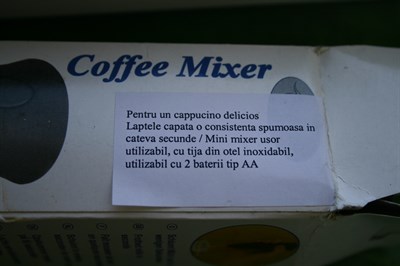 Coffee Mixer
Pentru un cappucino delicios
Laptele capata o consistenta spumoasa in
cateva secunde / Mini mixer usor
utilizabil, cu tija din otel inoxidabil,
utilizabil cu 2 baterii tip AA